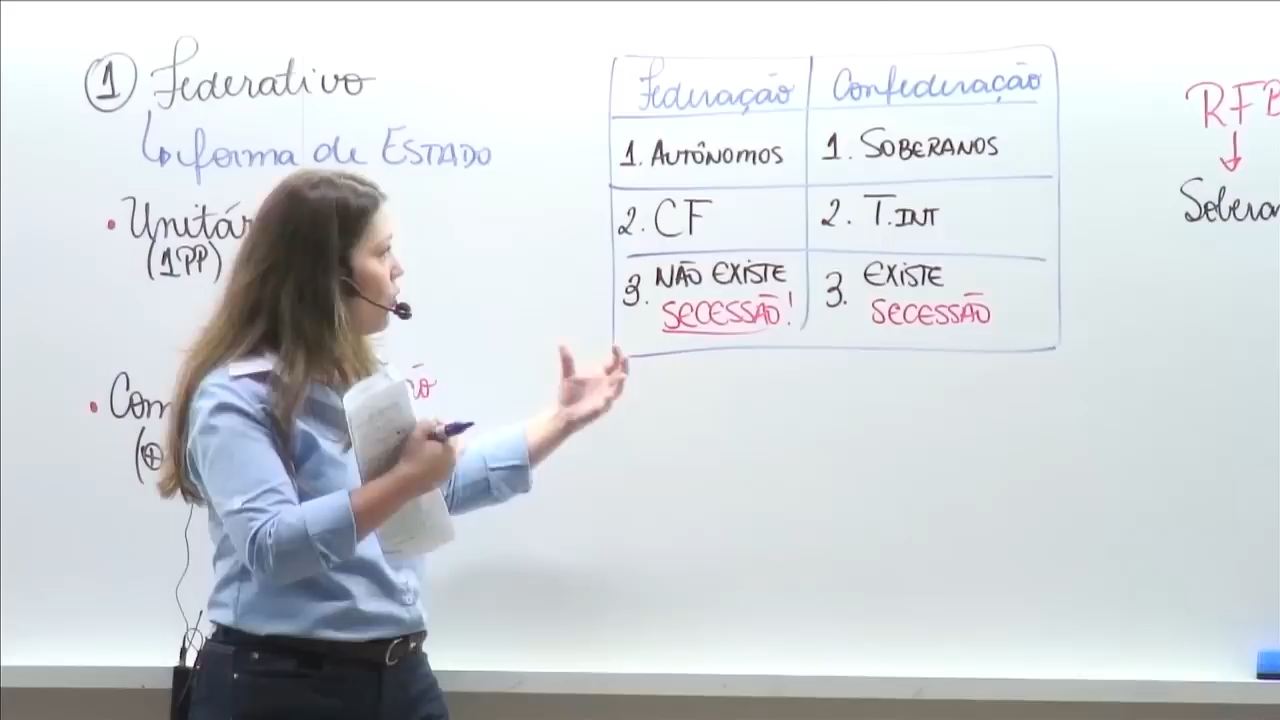 1 Federativo
forma de ESTADO
• Unitár
(1PP)
• Com
Federação
1. AUTÔNOMOS
2. CF
3. NÃO EXISTE
SECESSÃO!
Confederação
1. SOBERANOS
2. T. INT
3. EXISTE
SECESSÃO
RFB
Soberan